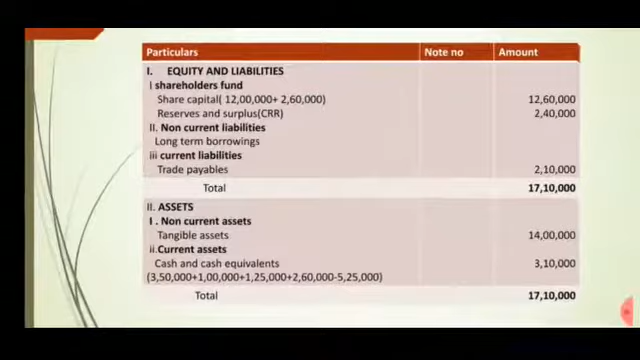 Particulars Note no Amount
I. EQUITY AND LIABILITIES
I shareholders fund
Share capital( 12,00,000+ 2,60,000) 12,60,000
Reserves and surplus(CRR) 2,40,000
II. Non current liabilities
Long term borrowings
iii current liabilities
Trade payables 2,10,000
Total 17,10,000
II. ASSETS
I . Non current assets
Tangible assets 14,00,000
ii.Current assets
Cash and cash equivalents 3,10,000
(3,50,000+1,00,000+1,25,000+2,60,000-5,25,000)
Total 17,10,000